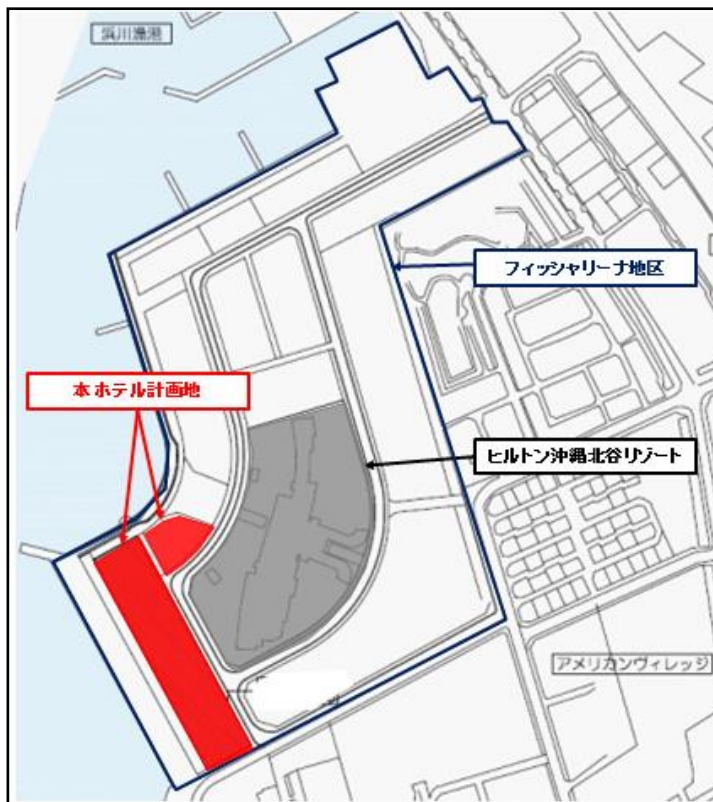 浜川漁港
フィッシャリーナ地区
本ホテル計画地
ヒルトン沖縄北谷リゾート
アメリカンヴィレッジ